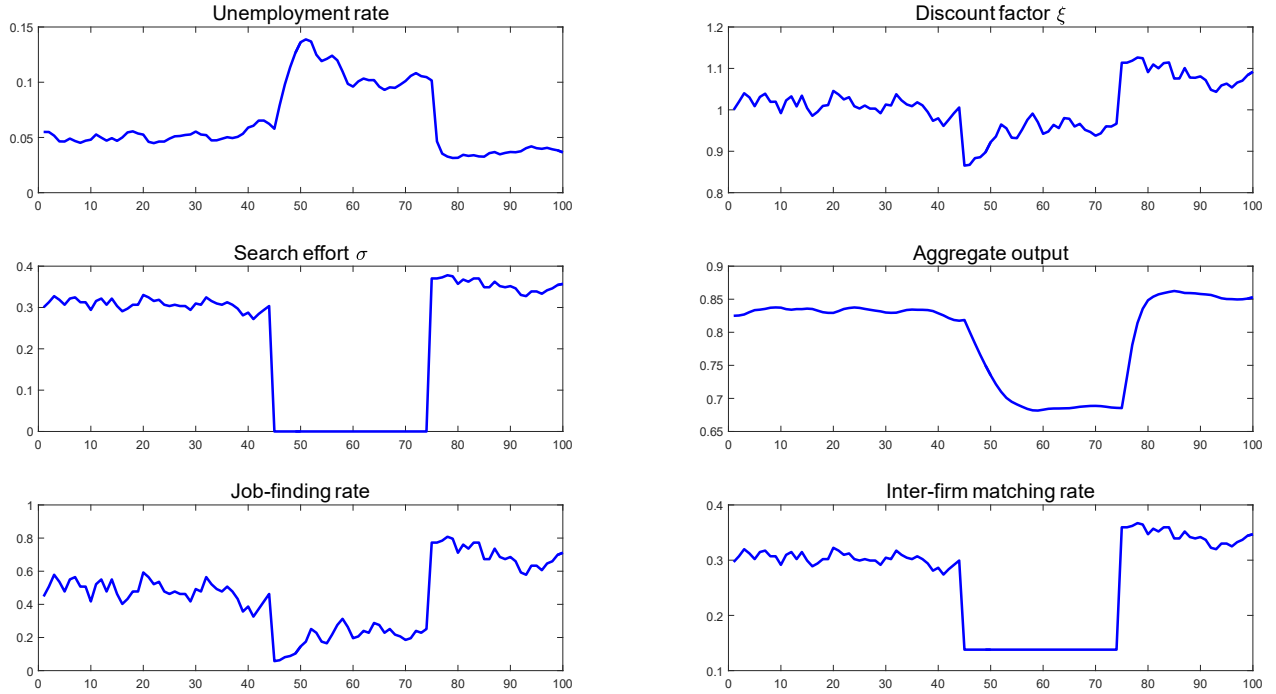 Unemployment rate
0.15
0.1
0.05
0
0 10 20 30 40 50 60 70 80 90 100
Discount factor ξ
1.2
1.1
1
0.9
0.8
0 10 20 30 40 50 60 70 80 90 100
Search effort σ
0.4
0.3
0.2
0.1
0
0 10 20 30 40 50 60 70 80 90 100
Aggregate output
0.9
0.85
0.8
0.75
0.7
0.65
0 10 20 30 40 50 60 70 80 90 100
Job-finding rate
1
0.8
0.6
0.4
0.2
0
0 10 20 30 40 50 60 70 80 90 100
Inter-firm matching rate
0.4
0.3
0.2
0.1
0 10 20 30 40 50 60 70 80 90 100